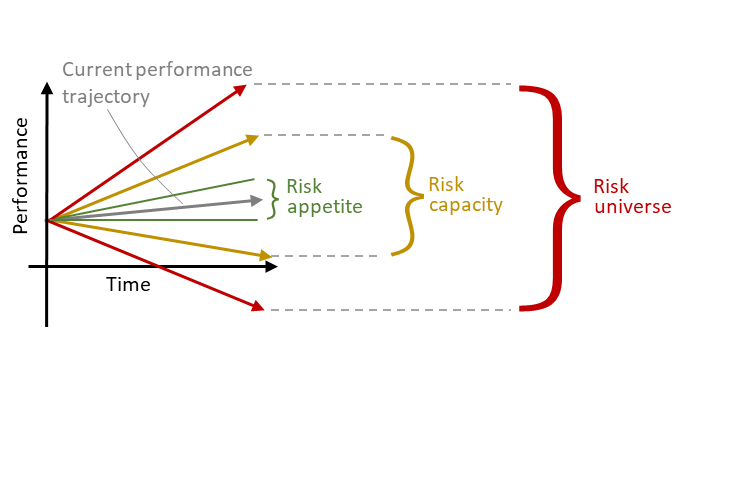 Current performance
trajectory
Performance
Time
Risk
appetite
Risk
capacity
Risk
universe